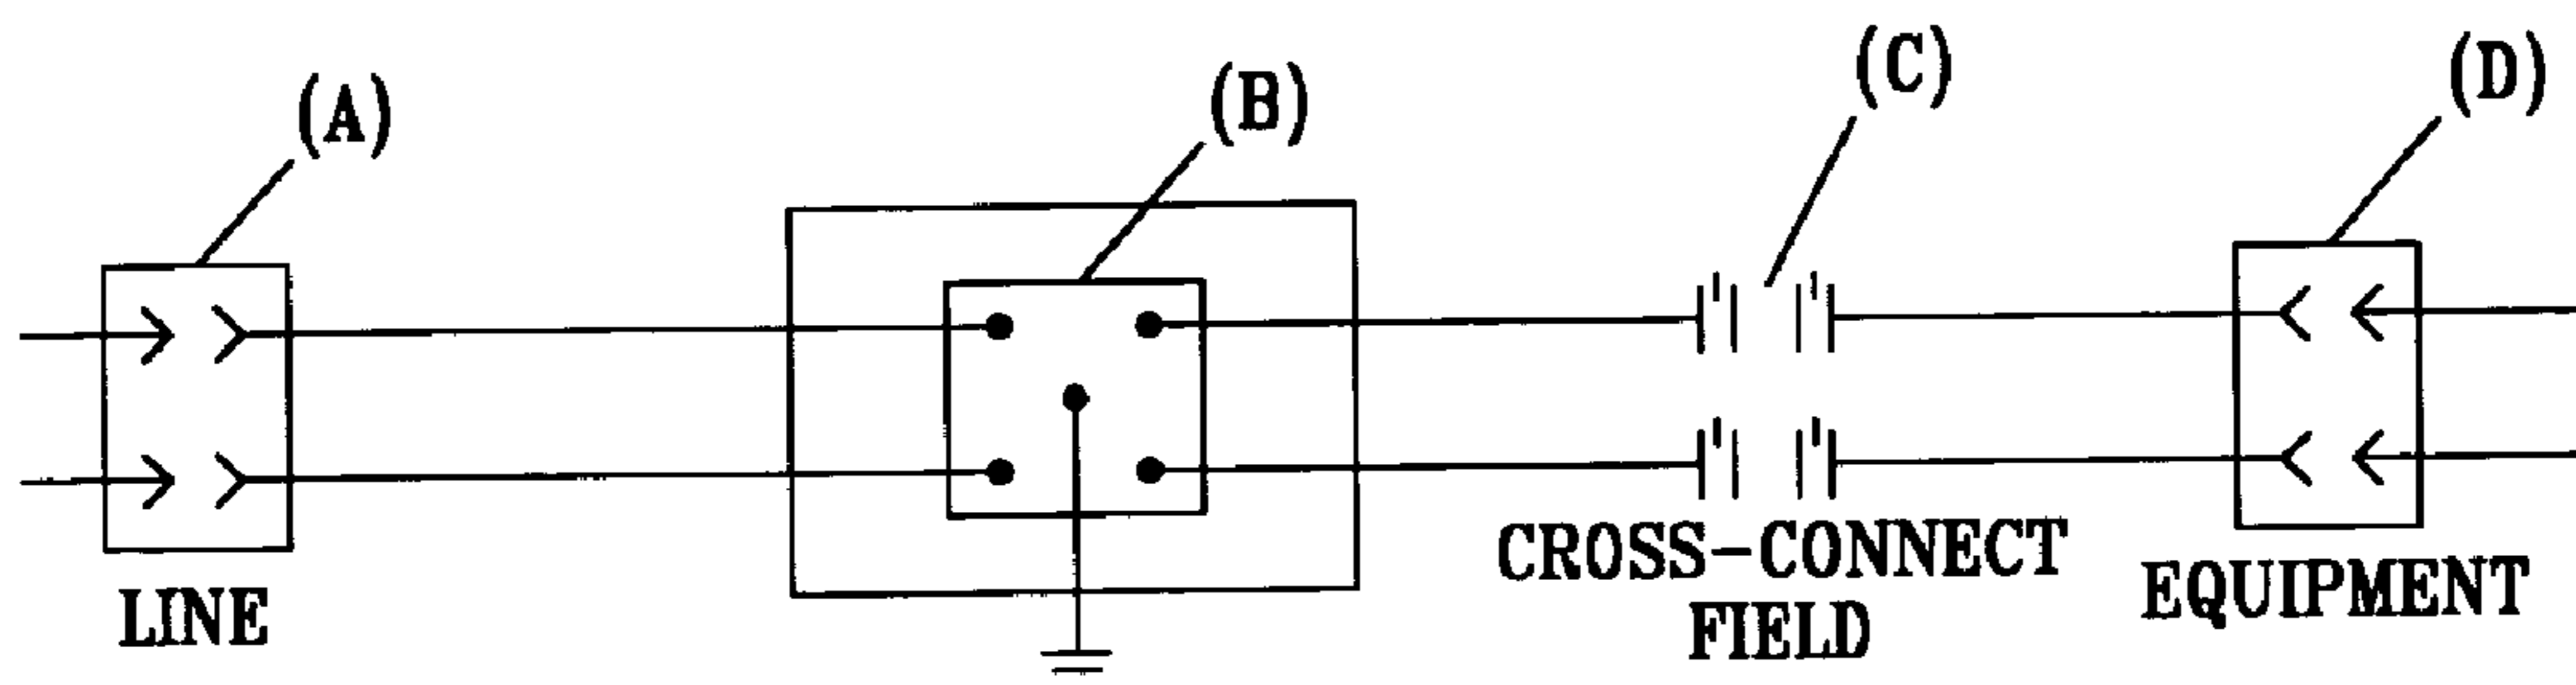 (A)
(B)
(C)
(D)
LINE
CROSS-CONNECT
FIELD
EQUIPMENT